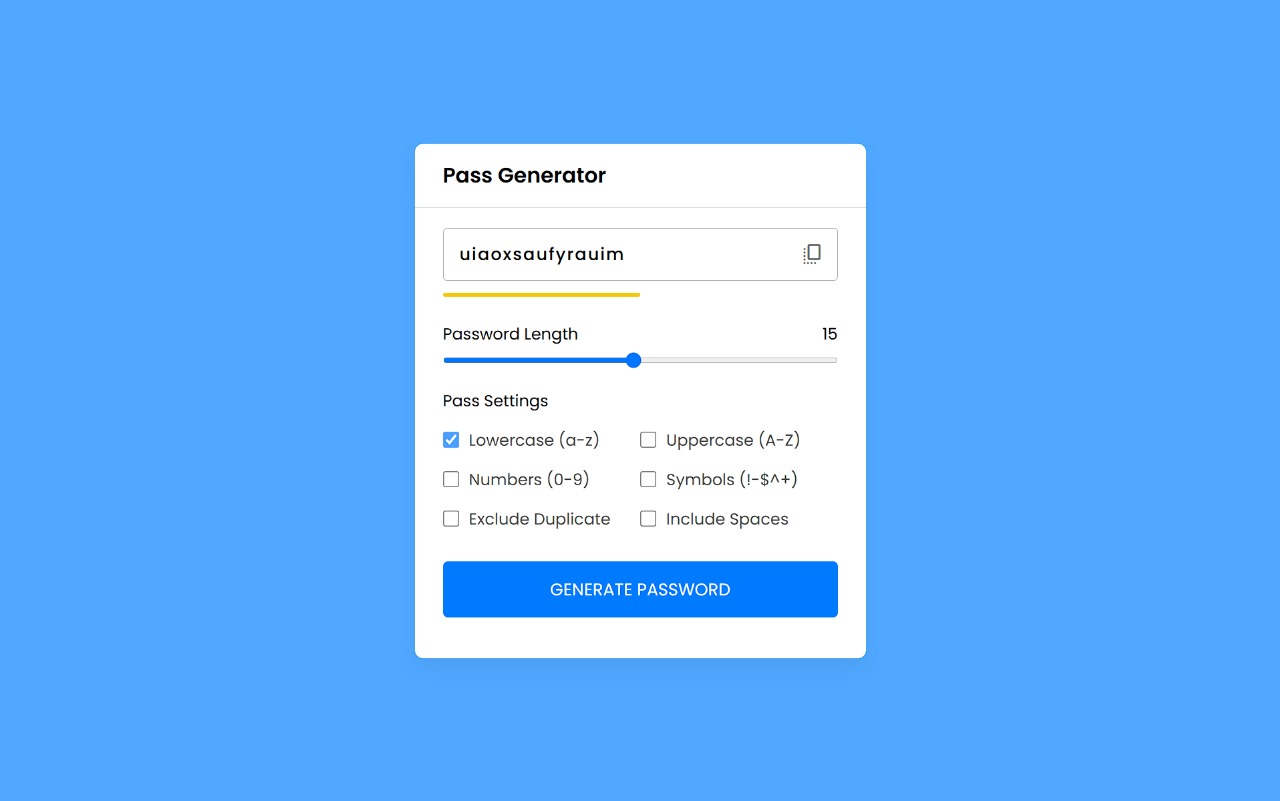 Pass Generator
uiaoxsaufyrauim
Password Length 15
Pass Settings
Lowercase (a-z) Uppercase (A-Z)
Numbers (0-9) Symbols (!-$^+)
Exclude Duplicate Include Spaces
GENERATE PASSWORD